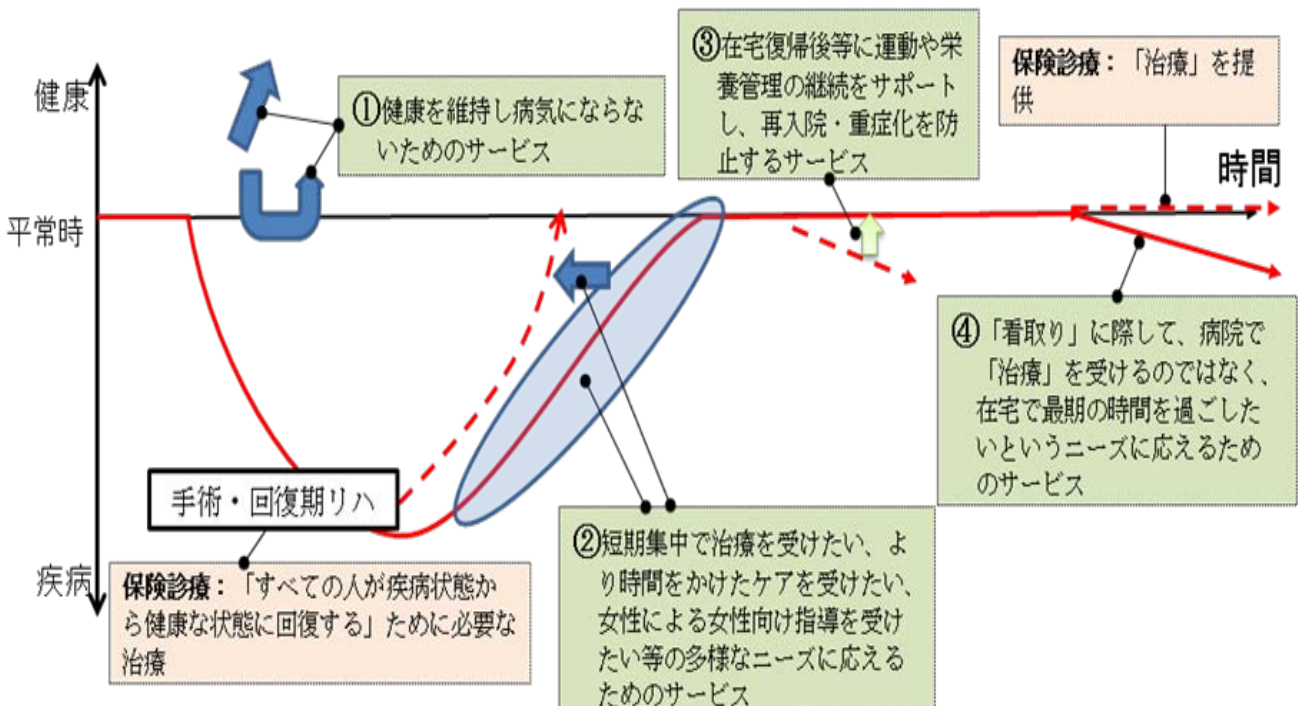 健康
平常時
疾病
時間
①健康を維持し病気にならな
いためのサービス
③在宅復帰後等に運動や栄
養管理の継続をサポート
し、再入院・重症化を防
止するサービス
保険診療：「治療」を提
供
④「看取り」に際して、病院で
「治療」を受けるのではなく、
在宅で最期の時間を過ごした
いというニーズに応えるため
のサービス
手術・回復期リハ
保険診療：「すべての人が疾病状態か
ら健康な状態に回復する」ために必要な
治療
②短期集中で治療を受けたい、よ
り時間をかけたケアを受けたい、
女性による女性向け指導を受け
たい等の多様なニーズに応える
ためのサービス